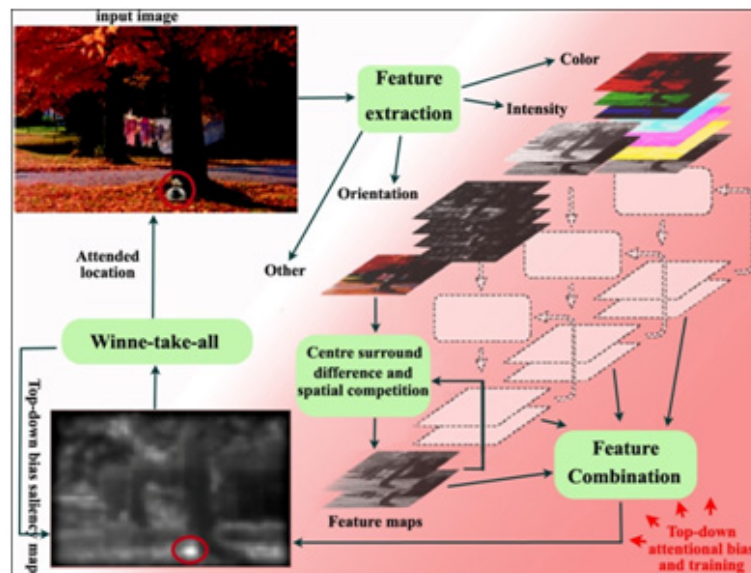 input image
Feature
extraction
Color
Intensity
Orientation
Other
Attended
location
Winne-take-all
Centre surround
difference and
spatial competition
Top-down bias saliency map
Feature
Combination
Feature maps
Top-down
attentional bias
and training